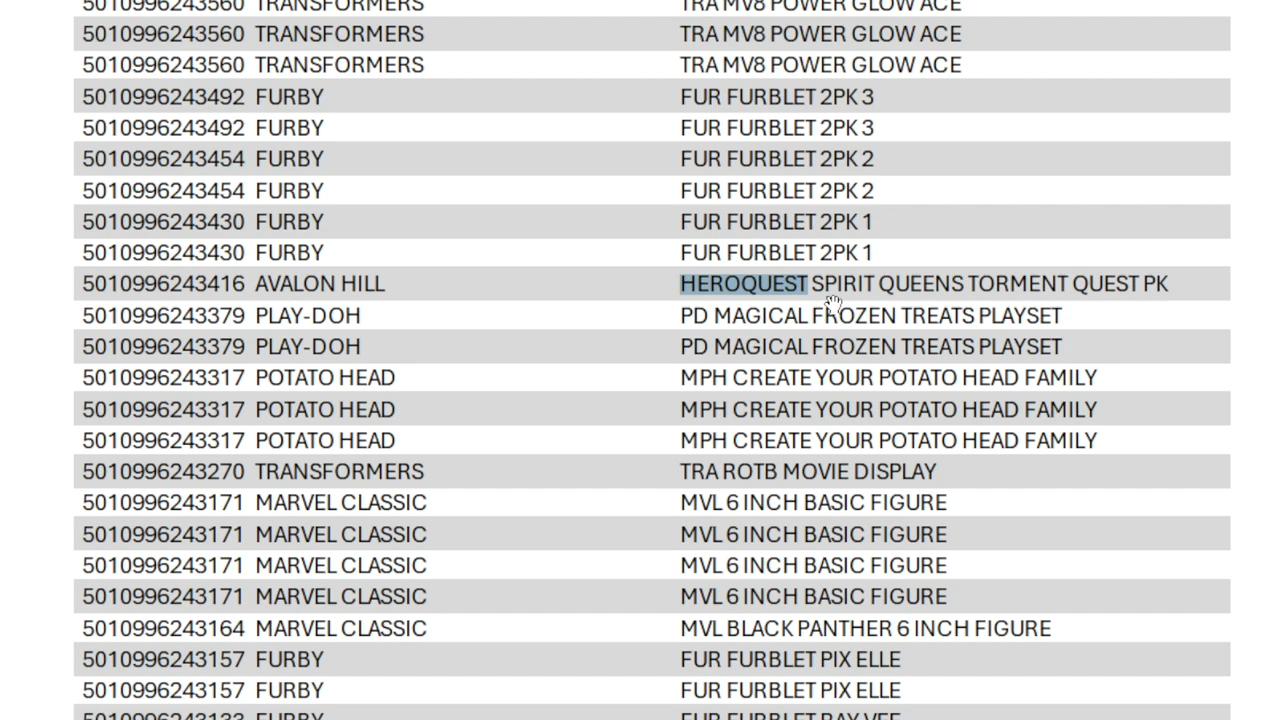 5010996243560 TRANSFORMERS TRA MV8 POWER GLOW ACE
5010996243560 TRANSFORMERS TRA MV8 POWER GLOW ACE
5010996243560 TRANSFORMERS TRA MV8 POWER GLOW ACE
5010996243492 FURBY FUR FURBLET 2PK 3
5010996243492 FURBY FUR FURBLET 2PK 3
5010996243454 FURBY FUR FURBLET 2PK 2
5010996243454 FURBY FUR FURBLET 2PK 2
5010996243430 FURBY FUR FURBLET 2PK 1
5010996243430 FURBY FUR FURBLET 2PK 1
5010996243416 AVALON HILL HEROQUEST SPIRIT QUEENS TORMENT QUEST PK
5010996243379 PLAY-DOH PD MAGICAL FROZEN TREATS PLAYSET
5010996243379 PLAY-DOH PD MAGICAL FROZEN TREATS PLAYSET
5010996243317 POTATO HEAD MPH CREATE YOUR POTATO HEAD FAMILY
5010996243317 POTATO HEAD MPH CREATE YOUR POTATO HEAD FAMILY
5010996243317 POTATO HEAD MPH CREATE YOUR POTATO HEAD FAMILY
5010996243270 TRANSFORMERS TRA ROTB MOVIE DISPLAY
5010996243171 MARVEL CLASSIC MVL 6 INCH BASIC FIGURE
5010996243171 MARVEL CLASSIC MVL 6 INCH BASIC FIGURE
5010996243171 MARVEL CLASSIC MVL 6 INCH BASIC FIGURE
5010996243171 MARVEL CLASSIC MVL 6 INCH BASIC FIGURE
5010996243164 MARVEL CLASSIC MVL BLACK PANTHER 6 INCH FIGURE
5010996243157 FURBY FUR FURBLET PIX ELLE
5010996243157 FURBY FUR FURBLET PIX ELLE
5010996243133 FURBY FUR FURBLET RAY VEE